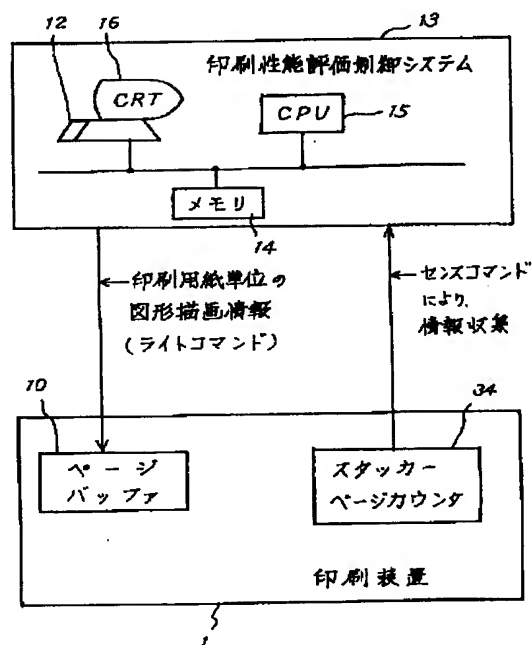 13
12
16
印刷性能評価制御システム
CRT
CPU
15
メモリ
14
印刷用紙単位の
図形描画情報
(ライトコマンド)
センスコマンド
により、
情報収集
10
34
ページ
バッファ
スタッカー
ページカウンタ
印刷装置
1